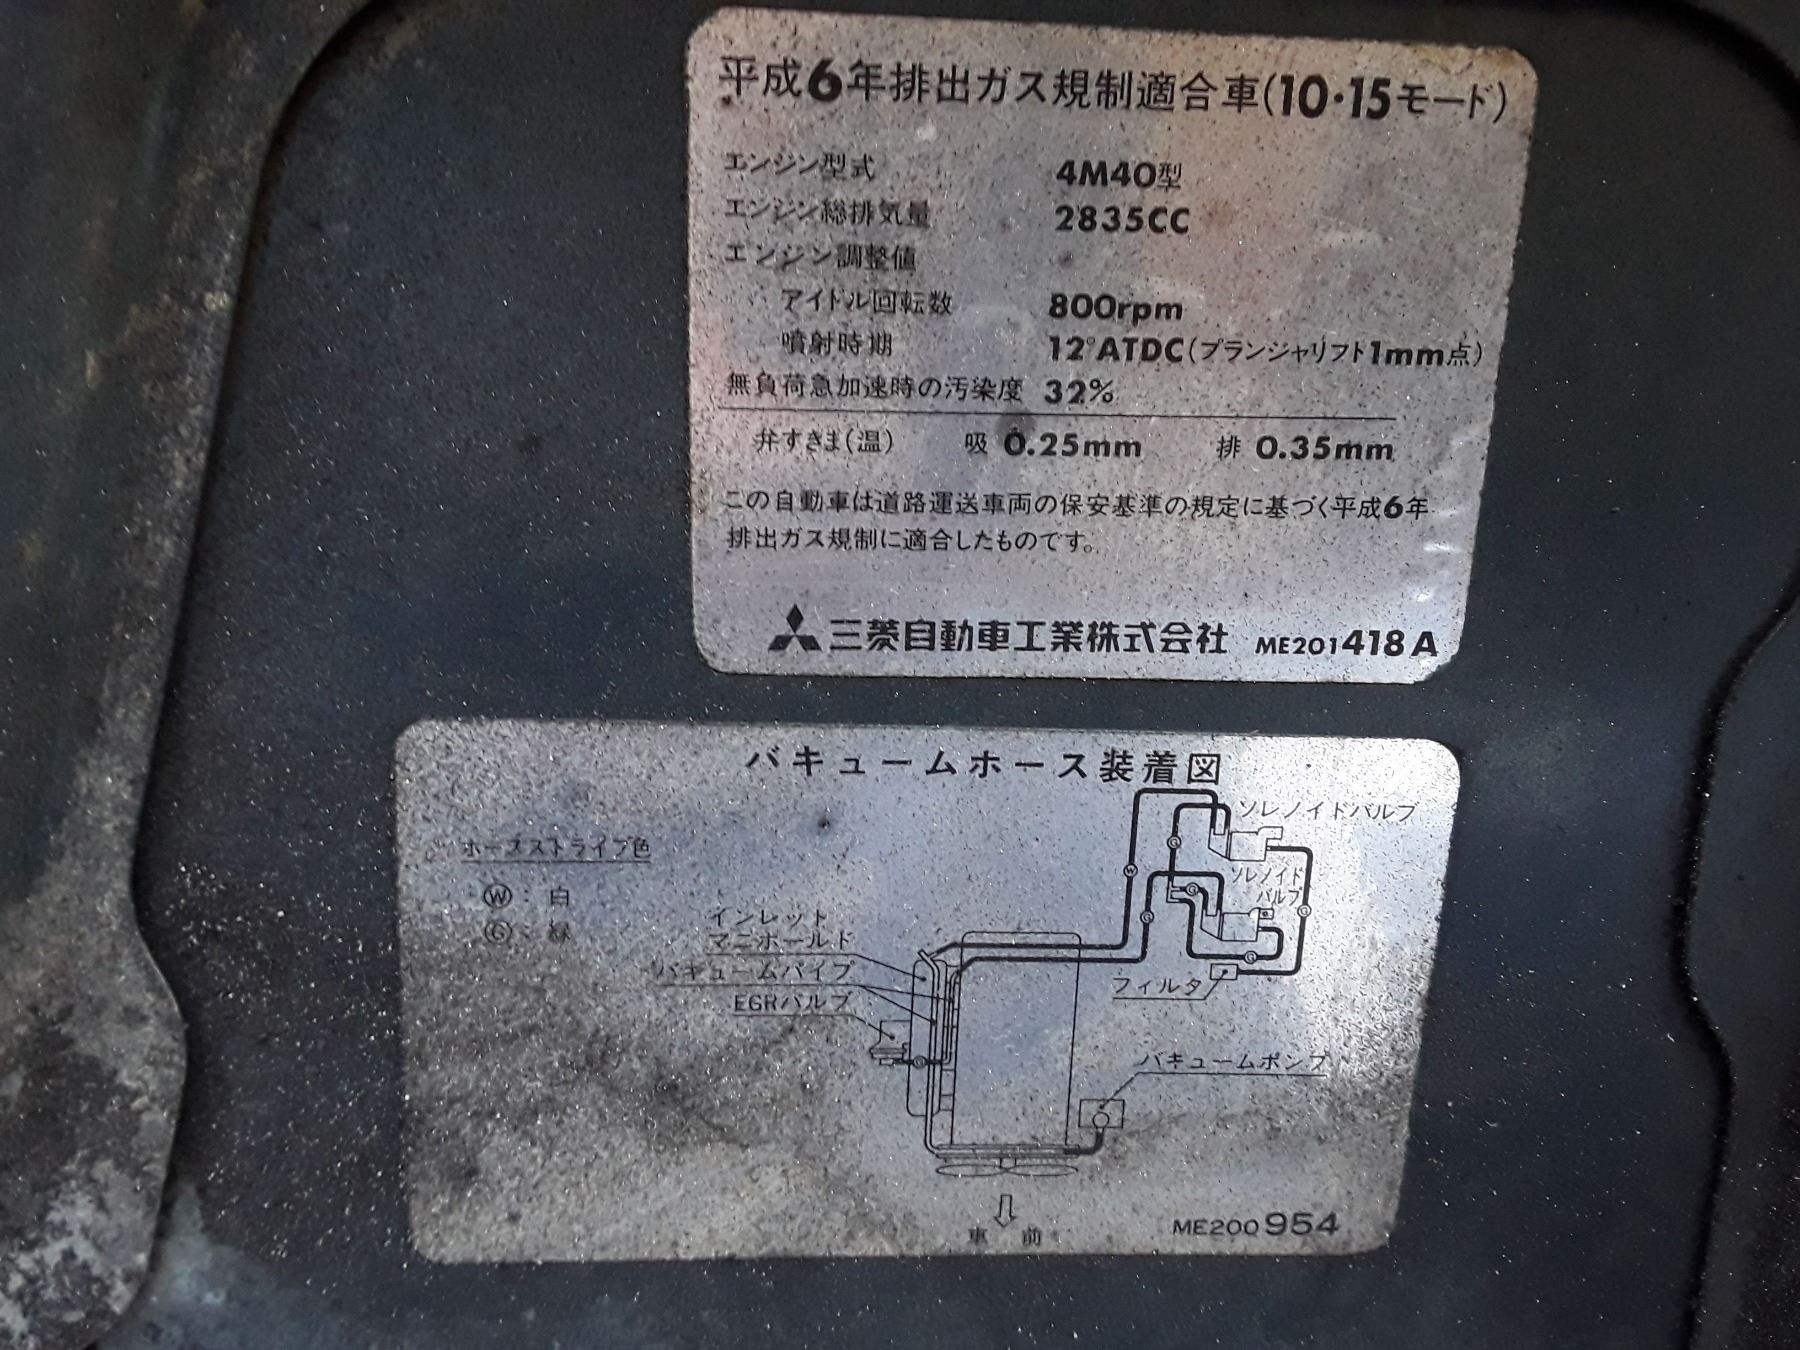 平成6年排出ガス規制適合車(10・15モード)
エンジン型式 4M40型
エンジン総排気量 2835CC
エンジン調整値
アイドル回転数 800rpm
噴射時期 12°ATDC(プランジャリフト1mm点)
無負荷急加速時の汚染度 32%
弁すきま(温) 吸 0.25mm 排 0.35mm
この自動車は道路運送車両の保安基準の規定に基づく平成6年
排出ガス規制に適合したものです。
三菱自動車工業株式会社 ME201418A
バキュームホース装着図
ホースストライプ色
Ⓦ：白
Ⓖ：緑
ソレノイドバルブ
ソレノイド
バルブ
インレット
マニホールド
バキュームパイプ
EGRバルブ
フィルタ
バキュームポンプ
車前
ME200954
W
G
G
G
G
G
G